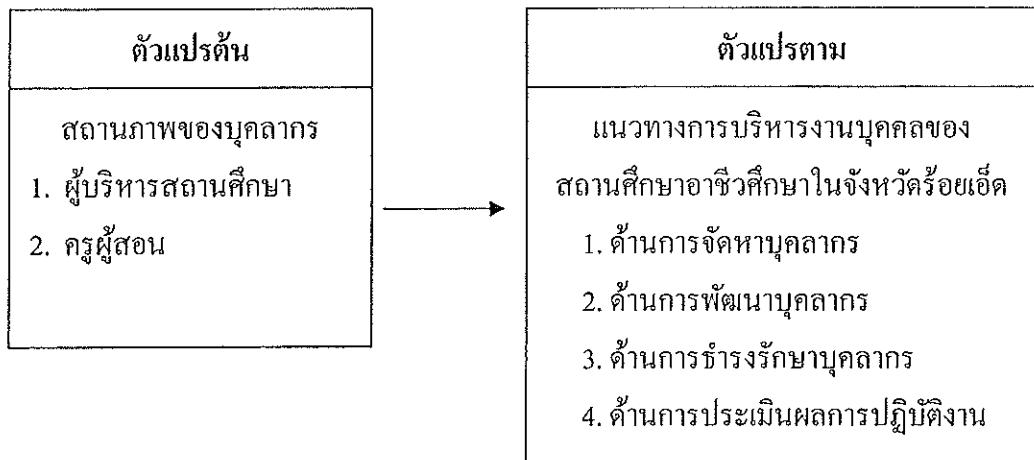 ตัวแปรต้น
สถานภาพของบุคลากร
1. ผู้บริหารสถานศึกษา
2. ครูผู้สอน
ตัวแปรตาม
แนวทางการบริหารงานบุคคลของ
สถานศึกษาอาชีวศึกษาในจังหวัดร้อยเอ็ด
1. ด้านการจัดหาบุคลากร
2. ด้านการพัฒนาบุคลากร
3. ด้านการธำรงรักษาบุคลากร
4. ด้านการประเมินผลการปฏิบัติงาน